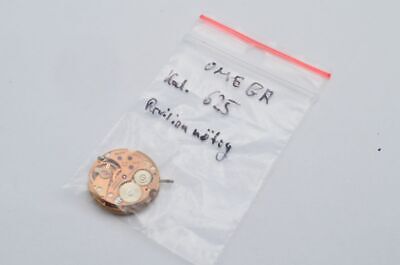 OMEGA
Kal. 625
Revision nötig